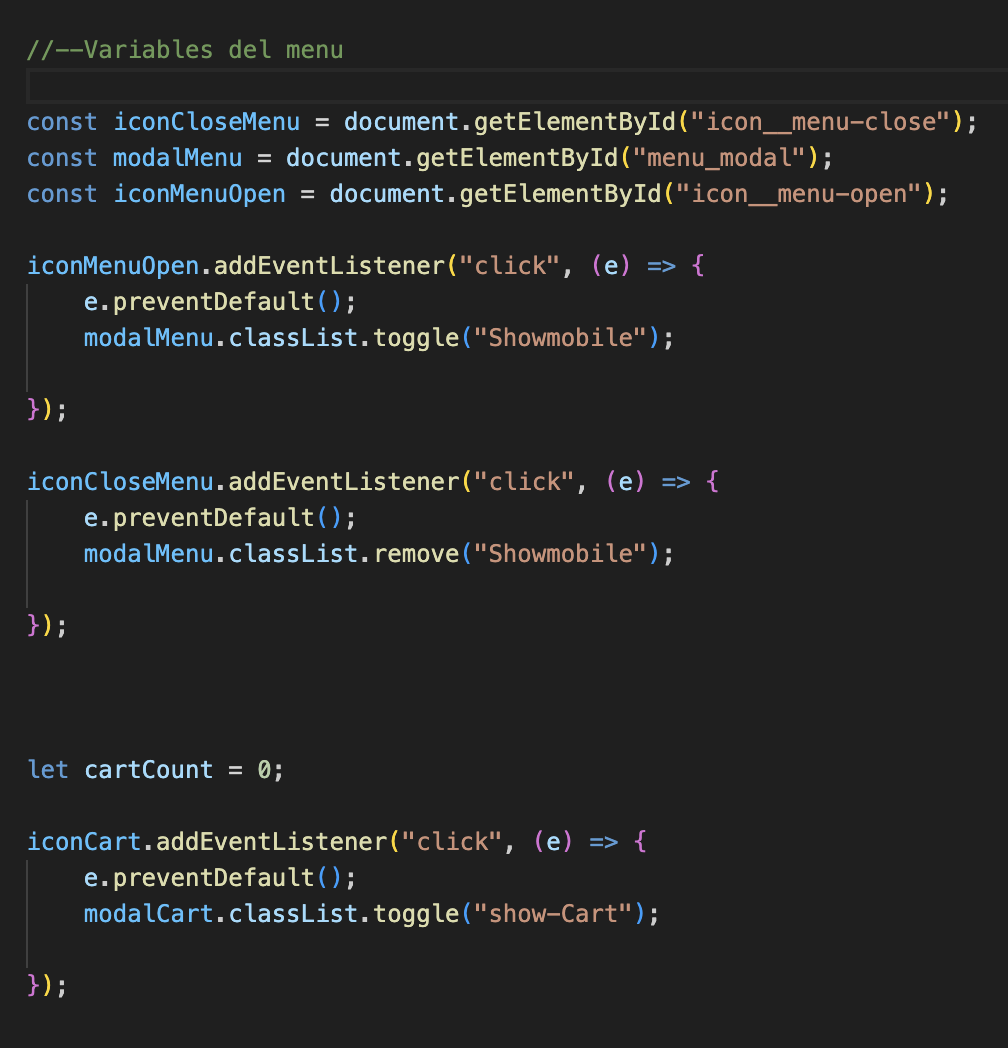 //--Variables del menu
const iconCloseMenu = document.getElementById("icon__menu-close");
const modalMenu = document.getElementById("menu_modal");
const iconMenuOpen = document.getElementById("icon__menu-open");
iconMenuOpen.addEventListener("click", (e) => {
    e.preventDefault();
    modalMenu.classList.toggle("Showmobile");
});
iconCloseMenu.addEventListener("click", (e) => {
    e.preventDefault();
    modalMenu.classList.remove("Showmobile");
});
let cartCount = 0;
iconCart.addEventListener("click", (e) => {
    e.preventDefault();
    modalCart.classList.toggle("show-Cart");
});